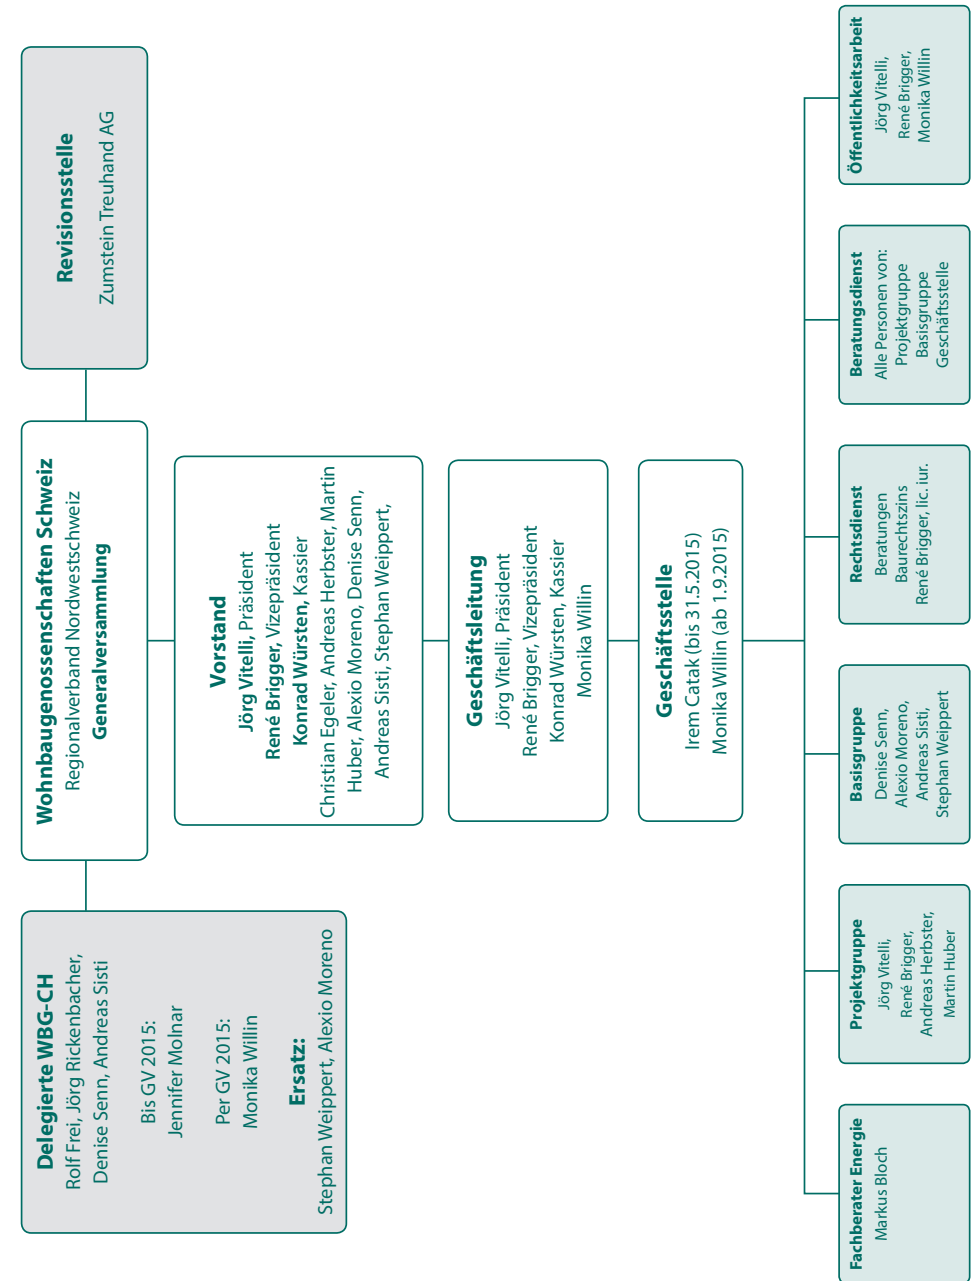 Delegierte WBG-CH
Rolf Frei, Jörg Rickenbacher,
Denise Senn, Andreas Sisti
Bis GV 2015:
Jennifer Molnar
Per GV 2015:
Monika Willin
Ersatz:
Stephan Weippert, Alexio Moreno
Wohnbaugenossenschaften Schweiz
Regionalverband Nordwestschweiz
Generalversammlung
Revisionsstelle
Zumstein Treuhand AG
Vorstand
Jörg Vitelli, Präsident
René Brigger, Vizepräsident
Konrad Würsten, Kassier
Christian Egeler, Andreas Herbster, Martin
Huber, Alexio Moreno, Denise Senn,
Andreas Sisti, Stephan Weippert,
Geschäftsleitung
Jörg Vitelli, Präsident
René Brigger, Vizepräsident
Konrad Würsten, Kassier
Monika Willin
Geschäftsstelle
Irem Catak (bis 31.5.2015)
Monika Willin (ab 1.9.2015)
Fachberater Energie
Markus Bloch
Projektgruppe
Jörg Vitelli,
René Brigger,
Andreas Herbster,
Martin Huber
Basisgruppe
Denise Senn,
Alexio Moreno,
Andreas Sisti,
Stephan Weippert
Rechtsdienst
Beratungen
Baurechtszins
René Brigger, lic. iur.
Beratungsdienst
Alle Personen von:
Projektgruppe
Basisgruppe
Geschäftsstelle
Öffentlichkeitsarbeit
Jörg Vitelli,
René Brigger,
Monika Willin